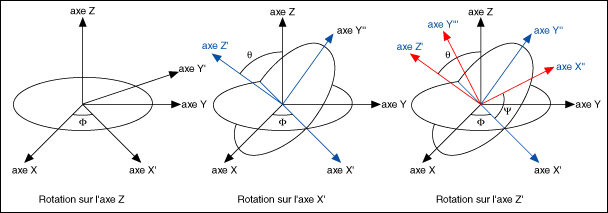 axe Z
axe Y'
axe Y
Φ
axe X
axe X'
Rotation sur l'axe Z
axe Z
axe Y"
axe Z'
θ
axe Y
Φ
axe X
axe X'
Rotation sur l'axe X'
axe Z
axe Y'''
axe Y"
axe Z'
θ
axe X"
axe Y
Φ
Ψ
axe X
axe X'
Rotation sur l'axe Z'